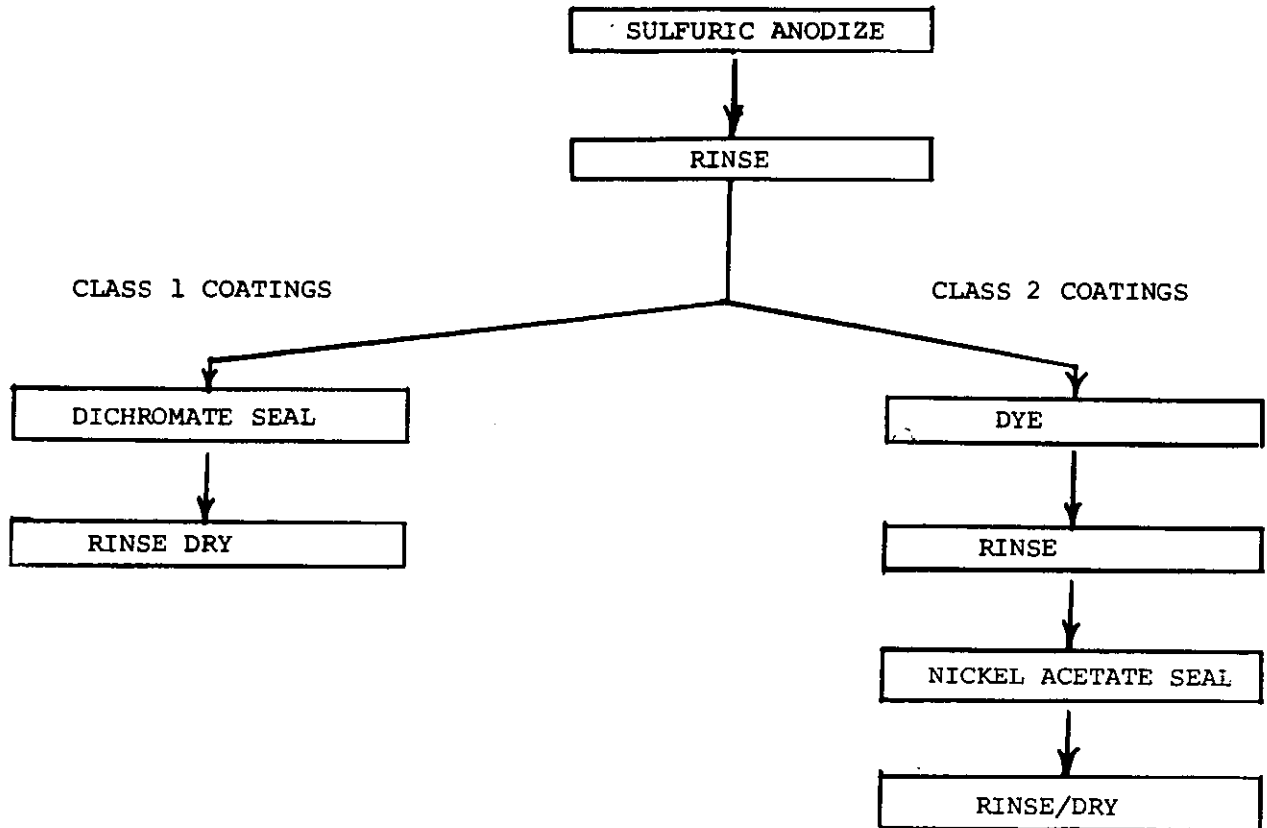 SULFURIC ANODIZE
RINSE
CLASS 1 COATINGS
CLASS 2 COATINGS
DICHROMATE SEAL
DYE
RINSE DRY
RINSE
NICKEL ACETATE SEAL
RINSE/DRY